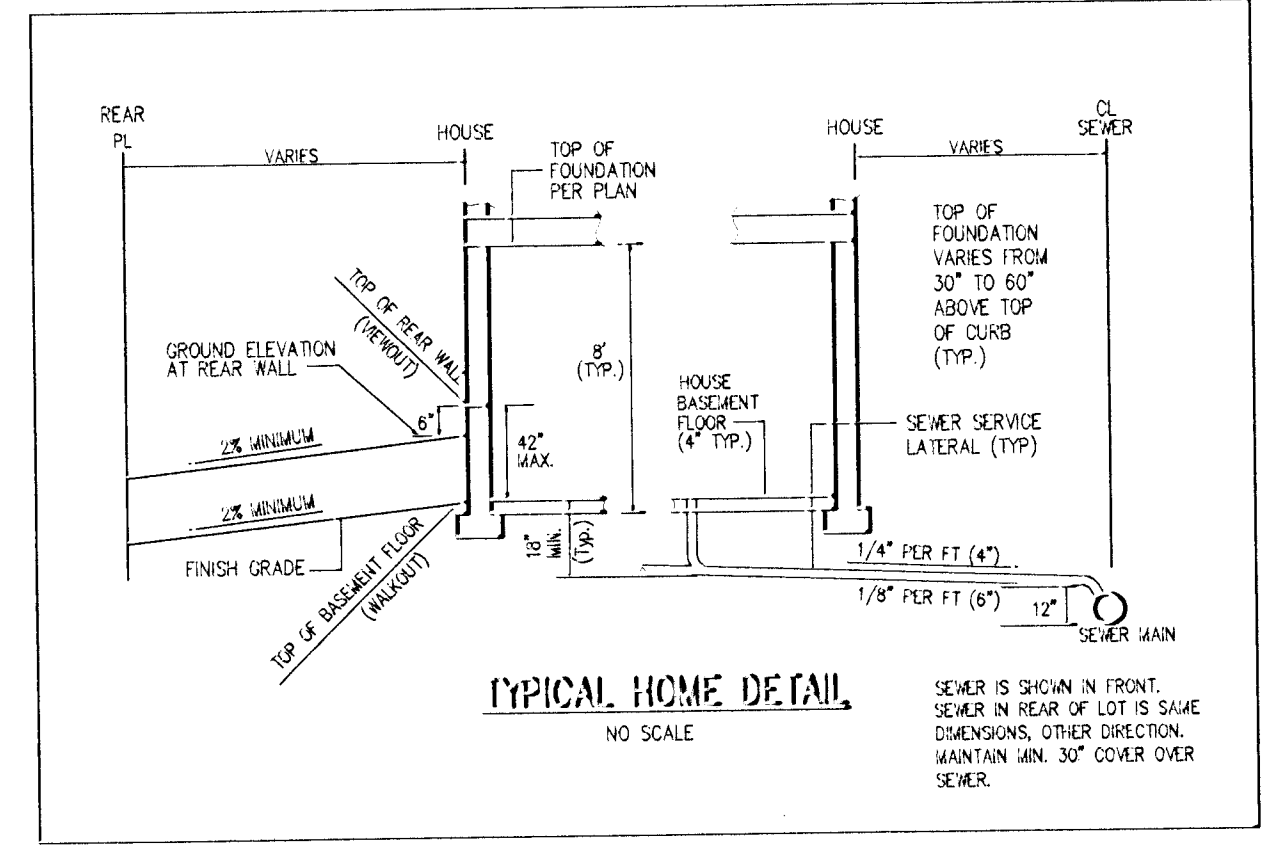 REAR
PL
VARIES
HOUSE
TOP OF
FOUNDATION
PER PLAN
HOUSE
VARIES
CL
SEWER
TOP OF
FOUNDATION
VARIES FROM
30" TO 60"
ABOVE TOP
OF CURB
(TYP.)
TOP OF REAR WALL
(VIEWOUT)
GROUND ELEVATION
AT REAR WALL
6"
42"
MAX.
8'
(TYP.)
HOUSE
BASEMENT
FLOOR
(4" TYP.)
SEWER SERVICE
LATERAL (TYP)
2% MINIMUM
2% MINIMUM
FINISH GRADE
TOP OF BASEMENT FLOOR
(WALKOUT)
18"
MIN.
(Typ.)
1/4" PER FT (4")
1/8" PER FT (6")
12"
SEWER MAIN
TYPICAL HOME DETAIL
NO SCALE
SEWER IS SHOWN IN FRONT.
SEWER IN REAR OF LOT IS SAME
DIMENSIONS, OTHER DIRECTION.
MAINTAIN MIN. 30" COVER OVER
SEWER.